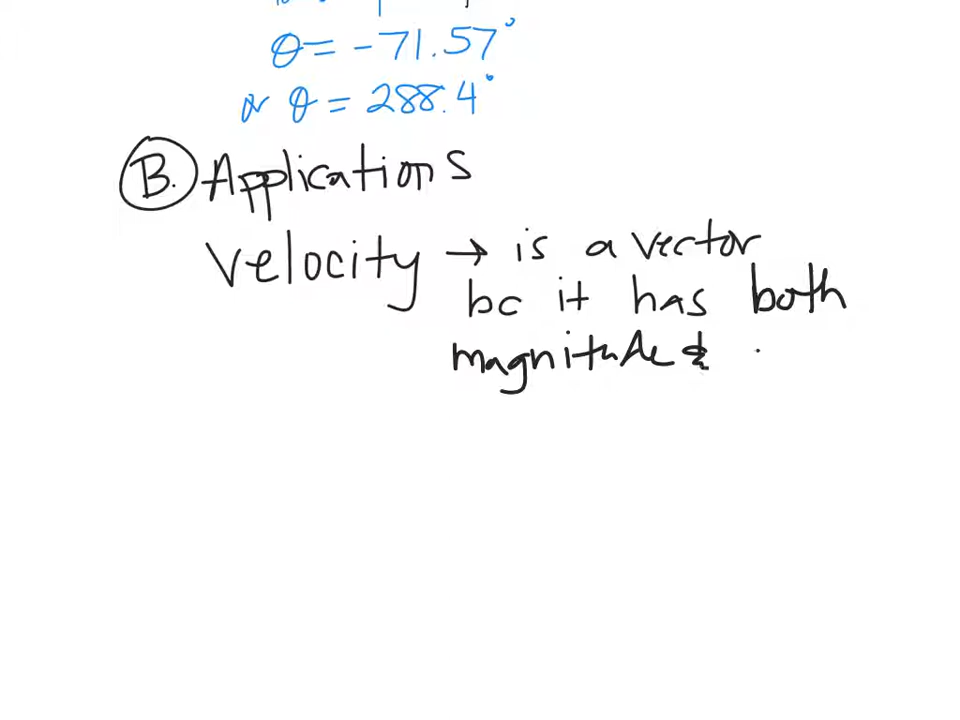 θ = -71.57°
or θ = 288.4°
B. Applications
Velocity → is a vector
bc it has both
magnitude &